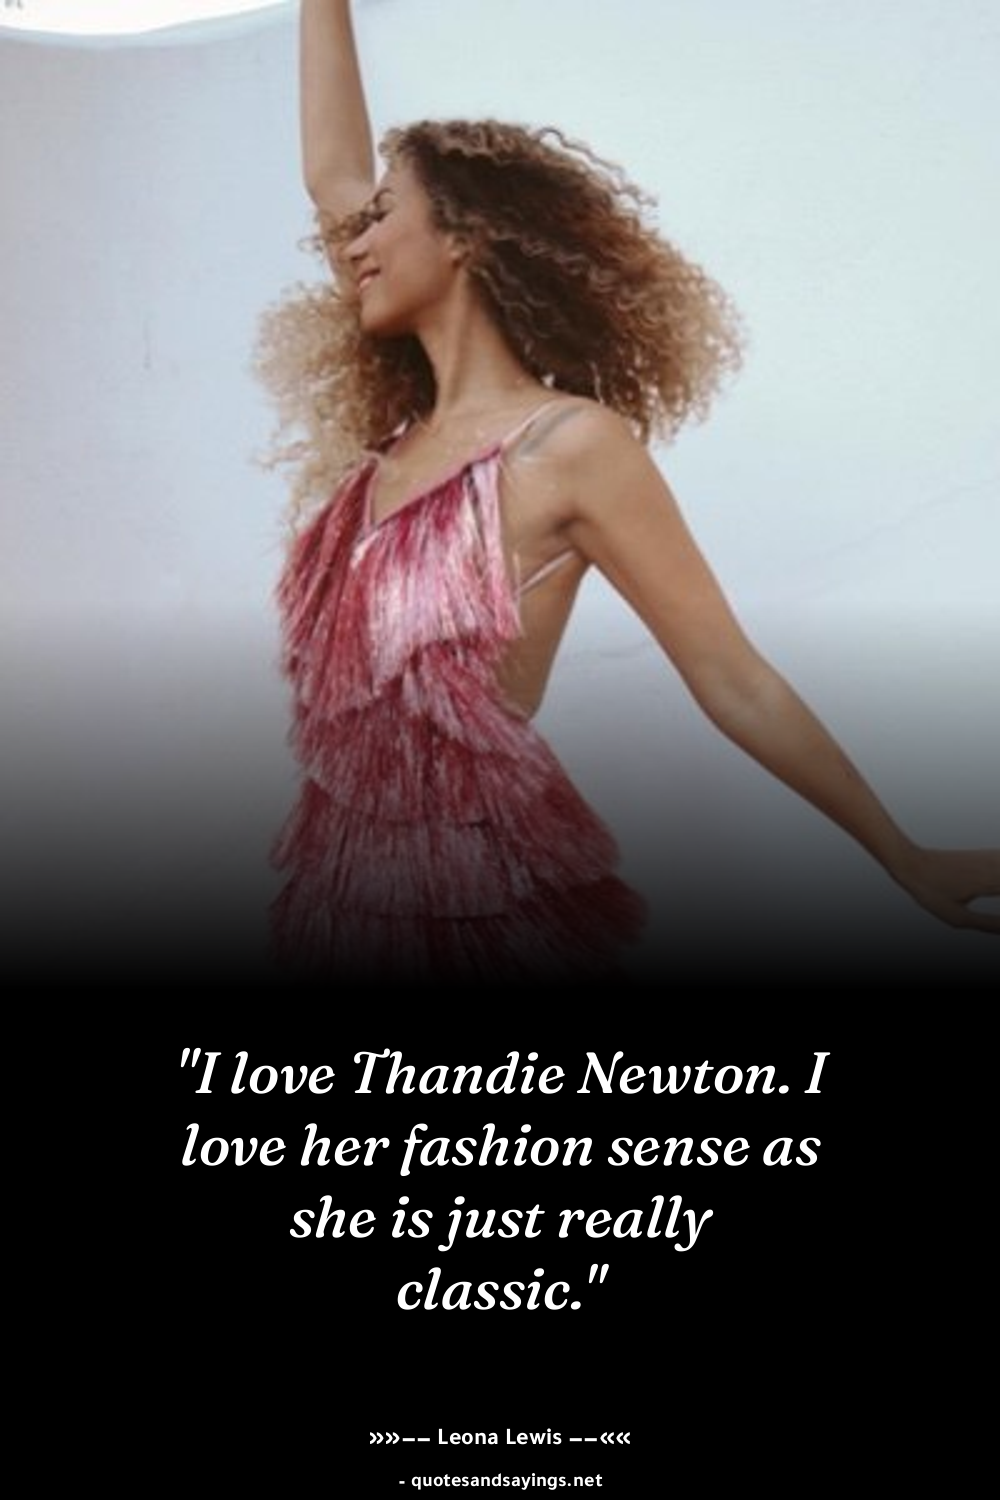 "I love Thandie Newton. I
love her fashion sense as
she is just really
classic."
»»–– Leona Lewis ––««
- quotesandsayings.net